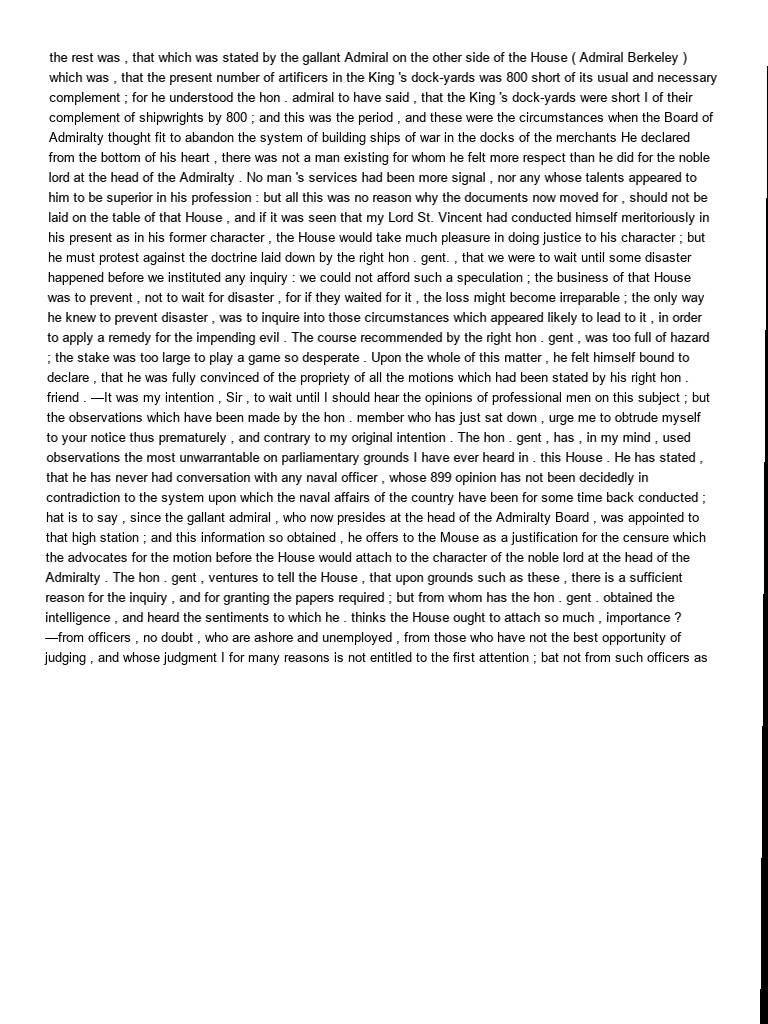 the rest was , that which was stated by the gallant Admiral on the other side of the House ( Admiral Berkeley )
which was , that the present number of artificers in the King 's dock-yards was 800 short of its usual and necessary
complement ; for he understood the hon . admiral to have said , that the King 's dock-yards were short I of their
complement of shipwrights by 800 ; and this was the period , and these were the circumstances when the Board of
Admiralty thought fit to abandon the system of building ships of war in the docks of the merchants He declared
from the bottom of his heart , there was not a man existing for whom he felt more respect than he did for the noble
lord at the head of the Admiralty . No man 's services had been more signal , nor any whose talents appeared to
him to be superior in his profession : but all this was no reason why the documents now moved for , should not be
laid on the table of that House , and if it was seen that my Lord St. Vincent had conducted himself meritoriously in
his present as in his former character , the House would take much pleasure in doing justice to his character ; but
he must protest against the doctrine laid down by the right hon . gent. , that we were to wait until some disaster
happened before we instituted any inquiry : we could not afford such a speculation ; the business of that House
was to prevent , not to wait for disaster , for if they waited for it , the loss might become irreparable ; the only way
he knew to prevent disaster , was to inquire into those circumstances which appeared likely to lead to it , in order
to apply a remedy for the impending evil . The course recommended by the right hon . gent , was too full of hazard
; the stake was too large to play a game so desperate . Upon the whole of this matter , he felt himself bound to
declare , that he was fully convinced of the propriety of all the motions which had been stated by his right hon .
friend . —It was my intention , Sir , to wait until I should hear the opinions of professional men on this subject ; but
the observations which have been made by the hon . member who has just sat down , urge me to obtrude myself
to your notice thus prematurely , and contrary to my original intention . The hon . gent , has , in my mind , used
observations the most unwarrantable on parliamentary grounds I have ever heard in . this House . He has stated ,
that he has never had conversation with any naval officer , whose 899 opinion has not been decidedly in
contradiction to the system upon which the naval affairs of the country have been for some time back conducted ;
hat is to say , since the gallant admiral , who now presides at the head of the Admiralty Board , was appointed to
that high station ; and this information so obtained , he offers to the Mouse as a justification for the censure which
the advocates for the motion before the House would attach to the character of the noble lord at the head of the
Admiralty . The hon . gent , ventures to tell the House , that upon grounds such as these , there is a sufficient
reason for the inquiry , and for granting the papers required ; but from whom has the hon . gent . obtained the
intelligence , and heard the sentiments to which he . thinks the House ought to attach so much , importance ?
—from officers , no doubt , who are ashore and unemployed , from those who have not the best opportunity of
judging , and whose judgment I for many reasons is not entitled to the first attention ; bat not from such officers as